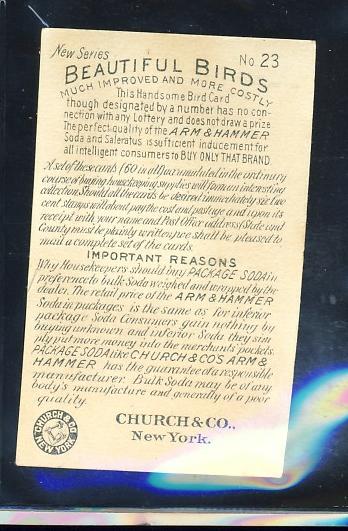 New Series
No 23
BEAUTIFUL BIRDS
MUCH IMPROVED AND MORE COSTLY
This Handsome Bird Card
though designated by a number has no con-
nection with any Lottery and does not draw a prize
The perfect quality of the ARM & HAMMER
Soda and Saleratus is sufficient inducement for
all intelligent consumers to BUY ONLY THAT BRAND.
A set of these cards (60 in all) accumulated in the ordinary
course of buying housekeeping supplies will form an interesting
collection. Should all the cards be desired immediately six two
cent stamps will about pay the cost and postage and upon its
receipt with your name and Post Office address (State and
County must be plainly written) we shall be pleased to
mail a complete set of the cards.
IMPORTANT REASONS
Why Housekeepers should buy PACKAGE SODA in
preference to bulk Soda weighed and wrapped by the
dealer. The retail price of the ARM & HAMMER
Soda in packages is the same as for inferior
package Soda Consumers gain nothing by
buying unknown and inferior Soda they sim
ply put more money into the merchants' pockets.
PACKAGE SODA like CHURCH & CO'S ARM &
HAMMER has the guarantee of a responsible
manufacturer. Bulk Soda may be of any
body's manufacture and generally of a poor
quality.
CHURCH & CO.
NEW YORK
CHURCH & CO.,
New York.